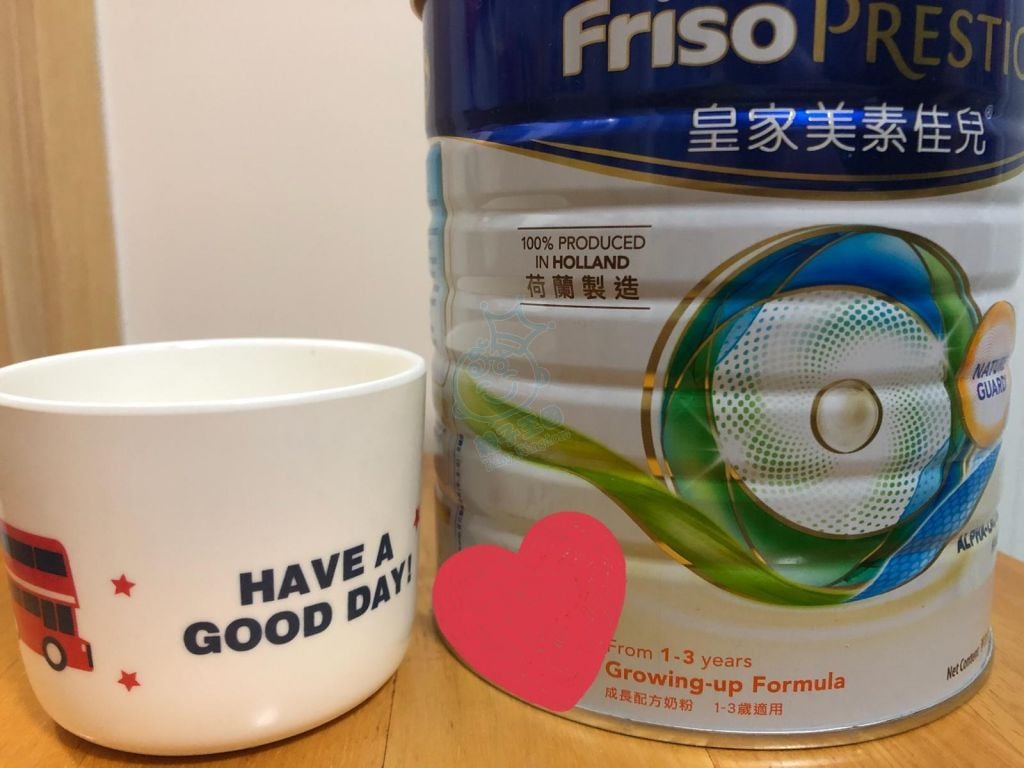 Friso PRESTIG
皇家美素佳兒®
100% PRODUCED
IN HOLLAND
荷蘭製造
GUARD
HAVE A
GOOD DAY!
From 1-3 years
Growing-up Formula
成長配方奶粉 1-3歲適用
Net Content